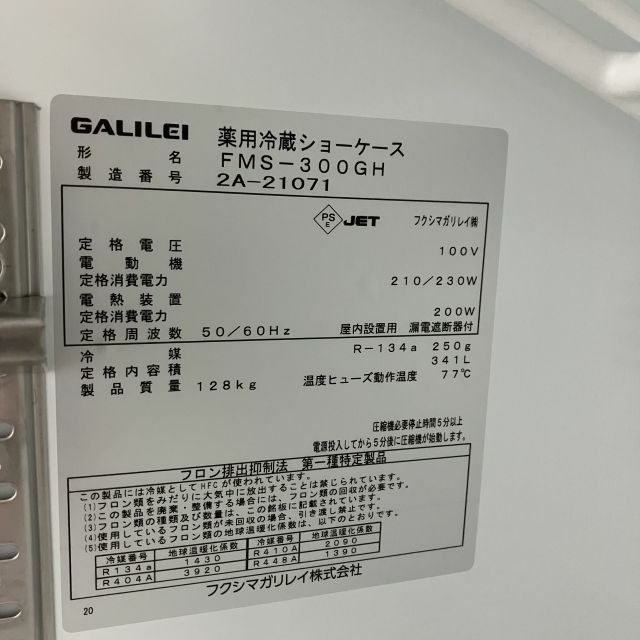 GALILEI 薬用冷蔵ショーケース
形名 FMS-300GH
製造番号 2A-21071
PS E JET フクシマガリレイ㈱
定格電圧 100V
電動機
定格消費電力 210/230W
電熱装置
定格消費電力 200W
定格周波数 50/60Hz 屋内設置用 漏電遮断器付
冷媒 R-134a 250g
定格内容積 341L
製品質量 128kg 温度ヒューズ動作温度 77℃
圧縮機必要停止時間5分以上
電源投入してから5分後に圧縮機が始動します。
フロン排出抑制法 第一種特定製品
この製品には冷媒としてHFCが使われています。
(1)フロン類をみだりに大気中に放出することは禁じられています。
(2)この製品を廃棄・整備する場合には、フロン類の回収が必要です。
(3)フロン類の種類及び数量は、この銘板に記載されています。
(4)使用しているフロン類が未回収の場合、引き渡し禁止です。
(5)使用しているフロン類の地球温暖化係数は、以下のとおりです。
冷媒番号 地球温暖化係数 冷媒番号 地球温暖化係数
R134a 1430 R410A 2090
R404A 3920 R448A 1390
フクシマガリレイ株式会社
20